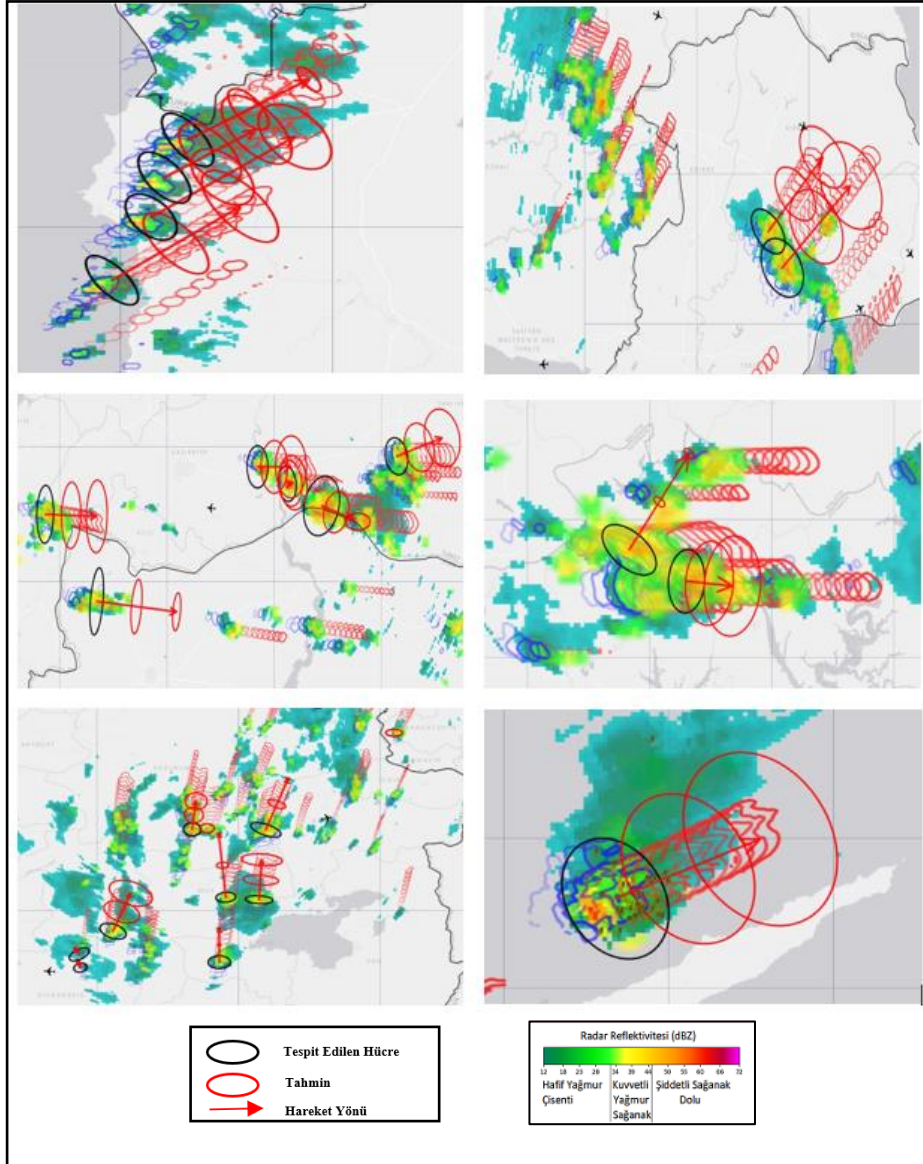 Tespit Edilen Hücre
Tahmin
Hareket Yönü
Radar Reflektivitesi (dBZ)
12 18 28 34 39 44 50 55 60 66 72
Hafif Yağmur Kuvvetli Şiddetli Sağanak
Çisenti Yağmur Dolu
Sağanak